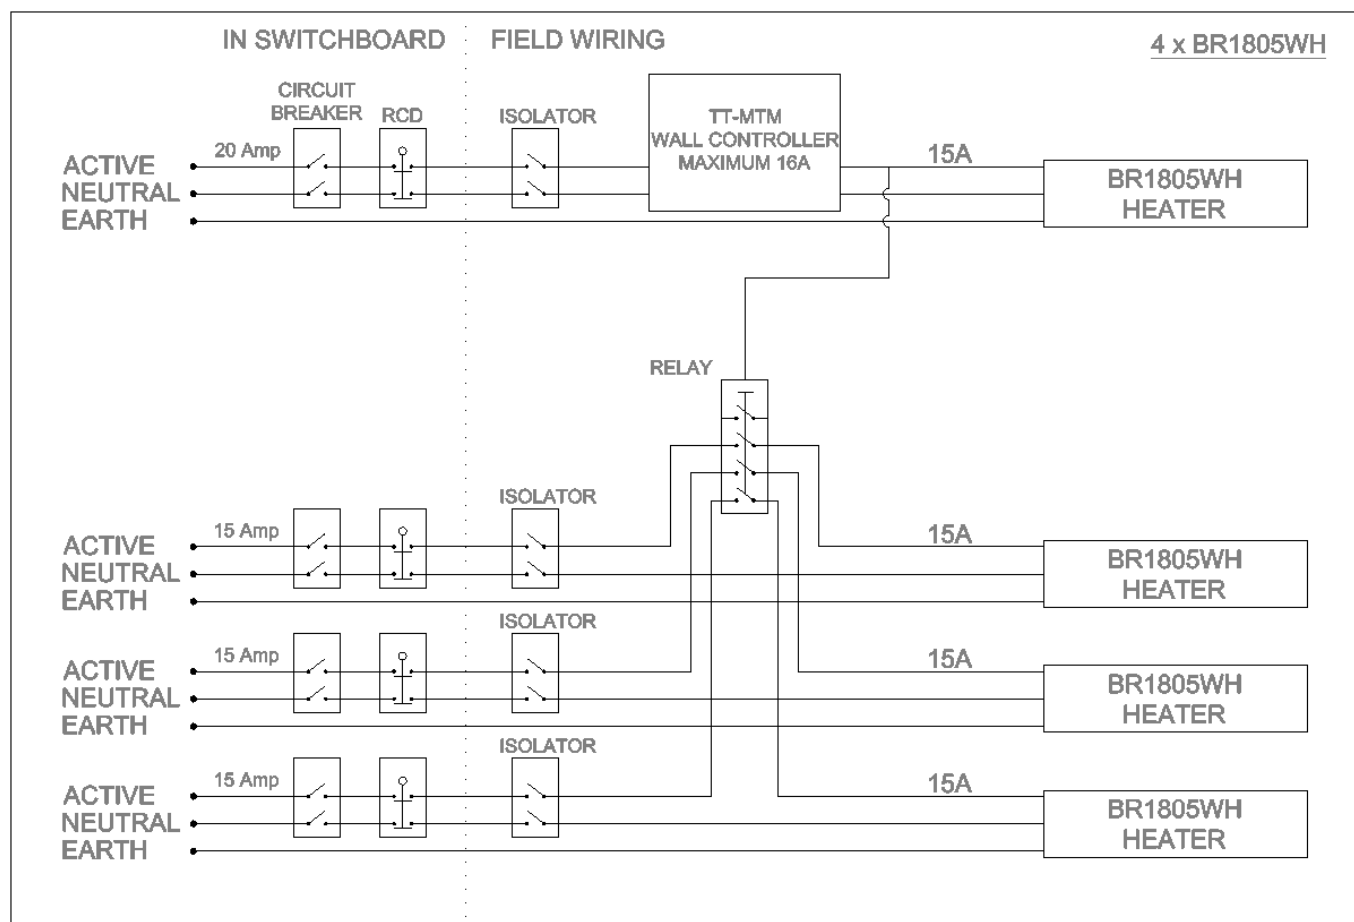 IN SWITCHBOARD
FIELD WIRING
4 x BR1805WH
CIRCUIT
BREAKER
RCD
ISOLATOR
TT-MTM
WALL CONTROLLER
MAXIMUM 16A
20 Amp
15A
ACTIVE
NEUTRAL
EARTH
BR1805WH
HEATER
RELAY
ISOLATOR
15 Amp
15A
ACTIVE
NEUTRAL
EARTH
BR1805WH
HEATER
ISOLATOR
15 Amp
15A
ACTIVE
NEUTRAL
EARTH
BR1805WH
HEATER
ISOLATOR
15 Amp
15A
ACTIVE
NEUTRAL
EARTH
BR1805WH
HEATER